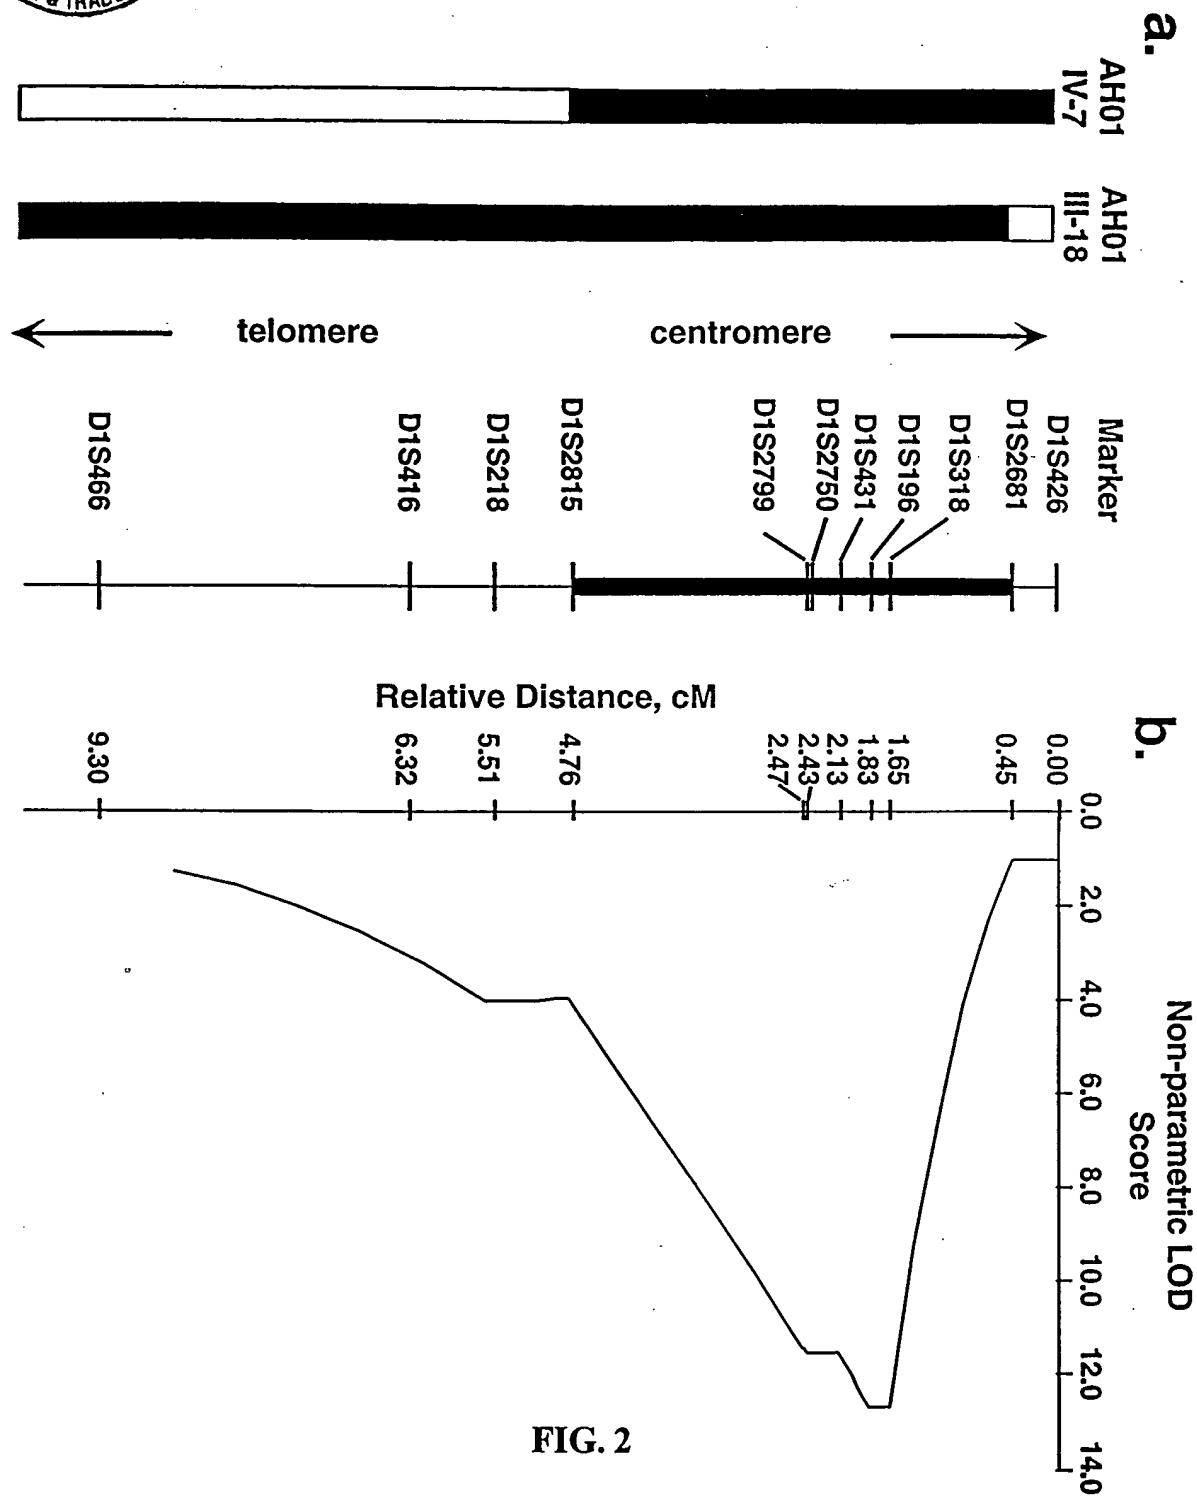 & TRADE
a.
AH01
IV-7
AH01
III-18
telomere
centromere
Marker
D1S426
D1S2681
D1S318
D1S196
D1S431
D1S2750
D1S2799
D1S2815
D1S218
D1S416
D1S466
b.
Non-parametric LOD
Score
0.0
2.0
4.0
6.0
8.0
10.0
12.0
14.0
Relative Distance, cM
0.00
0.45
1.65
1.83
2.13
2.43
2.47
4.76
5.51
6.32
9.30
FIG. 2